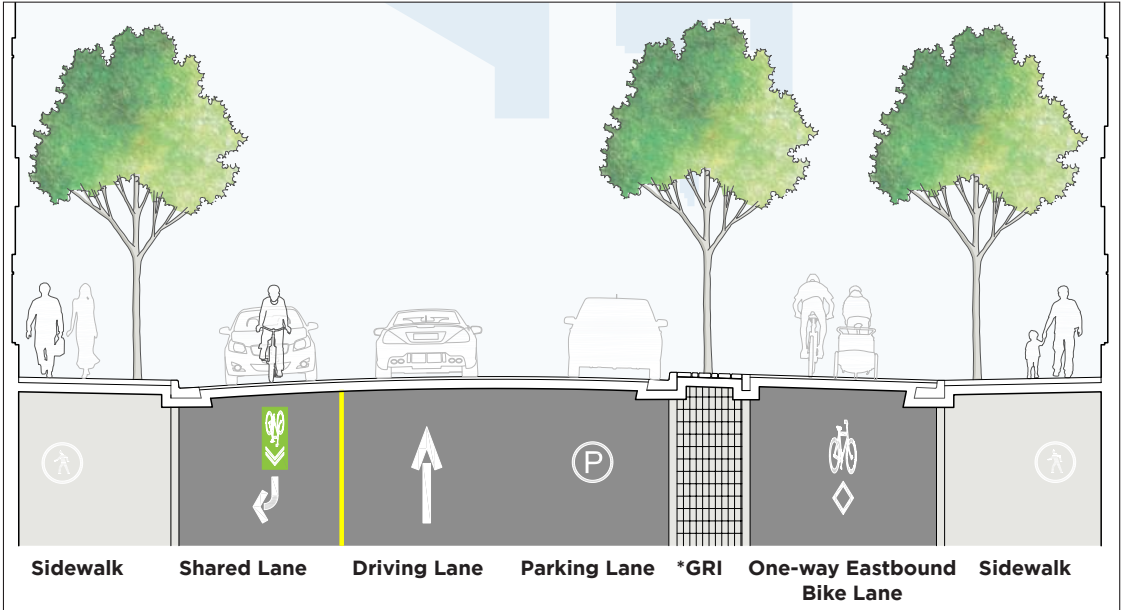 P
Sidewalk Shared Lane Driving Lane Parking Lane *GRI One-way Eastbound Sidewalk
Bike Lane